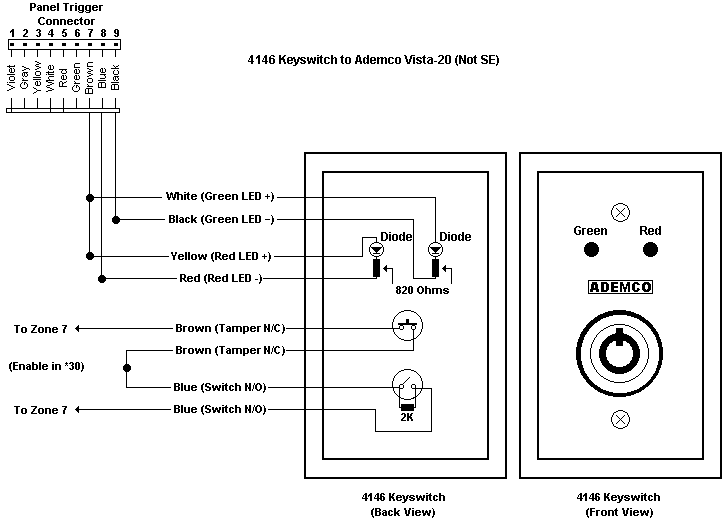 Panel Trigger
Connector
1 2 3 4 5 6 7 8 9
Violet
Gray
Yellow
White
Red
Green
Brown
Blue
Black
4146 Keyswitch to Ademco Vista-20 (Not SE)
White (Green LED +)
Black (Green LED –)
Yellow (Red LED +)
Red (Red LED -)
Diode
Diode
820 Ohms
To Zone 7
Brown (Tamper N/C)
Brown (Tamper N/C)
(Enable in *30)
Blue (Switch N/O)
To Zone 7
Blue (Switch N/O)
2K
Green
Red
ADEMCO
4146 Keyswitch
(Back View)
4146 Keyswitch
(Front View)